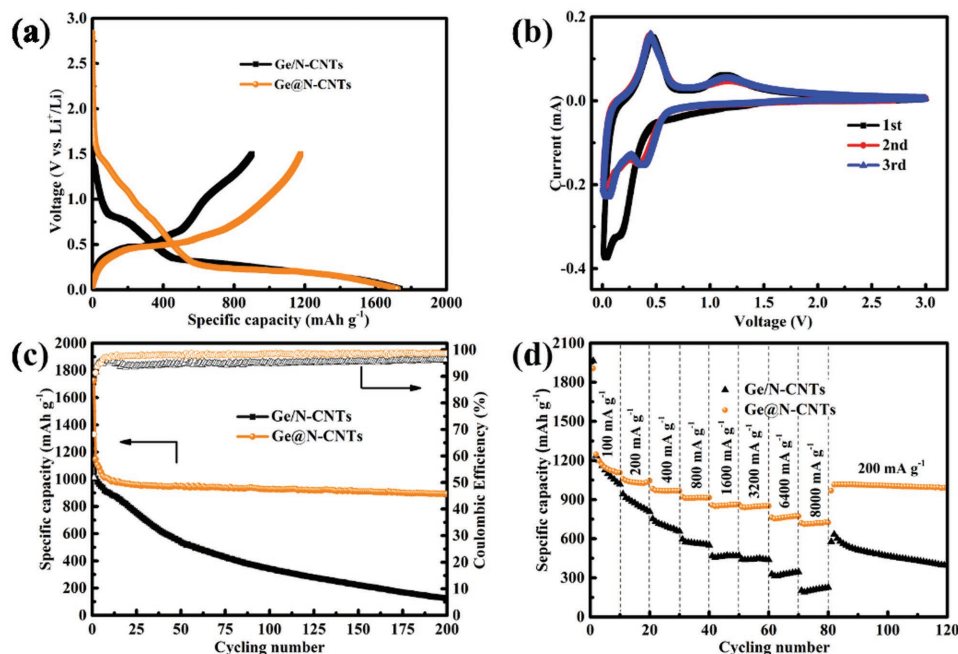 (a)
3.0
2.5
2.0
1.5
1.0
0.5
0.0
Voltage (V vs. Li⁺/Li)
Ge/N-CNTs
Ge@N-CNTs
0 400 800 1200 1600 2000
Specific capacity (mAh g⁻¹)
(b)
0.2
0.0
-0.2
-0.4
Current (mA)
1st
2nd
3rd
0.0 0.5 1.0 1.5 2.0 2.5 3.0
Voltage (V)
(c)
2000
1800
1600
1400
1200
1000
800
600
400
200
0
Specific capacity (mAh g⁻¹)
Ge/N-CNTs
Ge@N-CNTs
100
90
80
70
60
50
40
30
20
10
0
Coulombic Efficiency (%)
0 25 50 75 100 125 150 175 200
Cycling number
(d)
2100
1800
1500
1200
900
600
300
0
Sepcific capacity (mAh g⁻¹)
Ge/N-CNTs
Ge@N-CNTs
100 mA g⁻¹
200 mA g⁻¹
400 mA g⁻¹
800 mA g⁻¹
1600 mA g⁻¹
3200 mA g⁻¹
6400 mA g⁻¹
8000 mA g⁻¹
200 mA g⁻¹
0 20 40 60 80 100 120
Cycling number